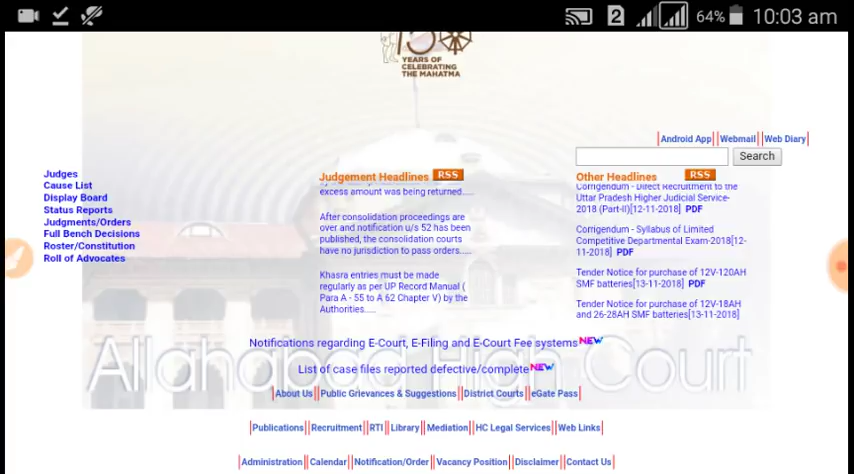 2 64% 10:03 am
150
YEARS OF
CELEBRATING
THE MAHATMA
Android App Webmail Web Diary
Search
Judges
Cause List
Display Board
Status Reports
Judgments/Orders
Full Bench Decisions
Roster/Constitution
Roll of Advocates
Judgement Headlines RSS
excess amount was being returned.....
After consolidation proceedings are
over and notification u/s 52 has been
published, the consolidation courts
have no jurisdiction to pass orders.....
Khasra entries must be made
regularly as per UP Record Manual (
Para A - 55 to A 62 Chapter V) by the
Authorities.....
Other Headlines RSS
Corrigendum - Direct Recruitment to the
Uttar Pradesh Higher Judicial Service-
2018 (Part-II)[12-11-2018] PDF
Corrigendum - Syllabus of Limited
Competitive Departmental Exam-2018[12-
11-2018] PDF
Tender Notice for purchase of 12V-120AH
SMF batteries[13-11-2018] PDF
Tender Notice for purchase of 12V-18AH
and 26-28AH SMF batteries[13-11-2018]
Notifications regarding E-Court, E-Filing and E-Court Fee systems NEW
List of case files reported defective/complete NEW
Allahabad High Court
About Us Public Grievances & Suggestions District Courts eGate Pass
Publications Recruitment RTI Library Mediation HC Legal Services Web Links
Administration Calendar Notification/Order Vacancy Position Disclaimer Contact Us